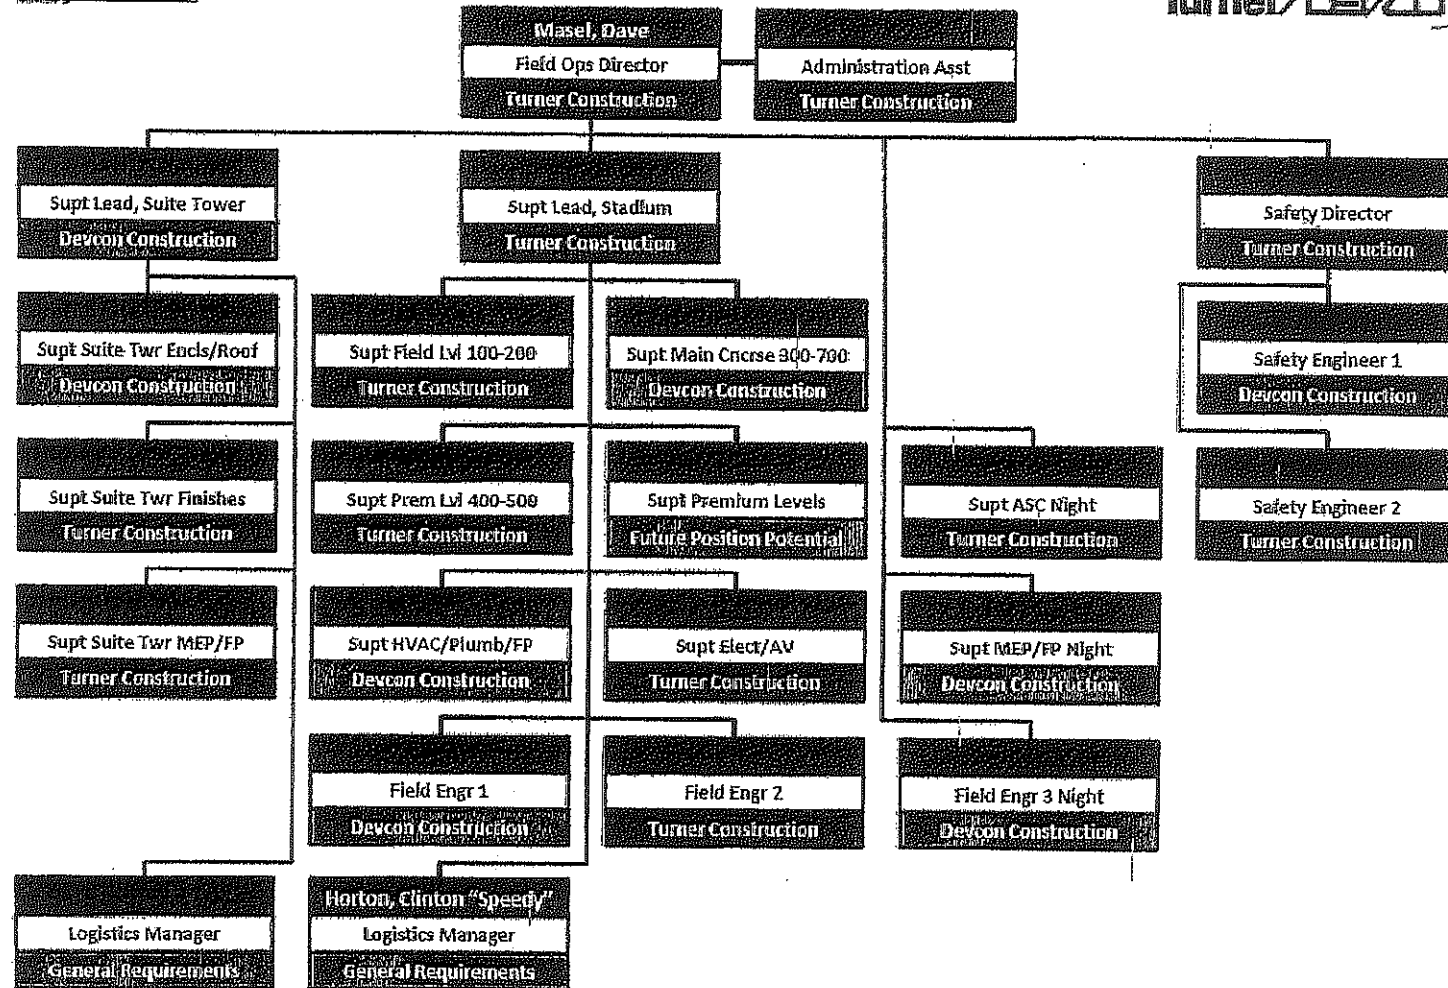 Turner/Devcon
Masel, Dave
Field Ops Director
Turner Construction
Administration Asst
Turner Construction
Supt Lead, Suite Tower
Devcon Construction
Supt Lead, Stadium
Turner Construction
Safety Director
Turner Construction
Supt Suite Twr Encls/Roof
Devcon Construction
Supt Field Lvl 100-200
Turner Construction
Supt Main Cncrse 300-700
Devcon Construction
Safety Engineer 1
Devcon Construction
Supt Suite Twr Finishes
Turner Construction
Supt Prem Lvl 400-500
Turner Construction
Supt Premium Levels
Future Position Potential
Supt ASC Night
Turner Construction
Safety Engineer 2
Turner Construction
Supt Suite Twr MEP/FP
Turner Construction
Supt HVAC/Plumb/FP
Devcon Construction
Supt Elect/AV
Turner Construction
Supt MEP/FP Night
Devcon Construction
Field Engr 1
Devcon Construction
Field Engr 2
Turner Construction
Field Engr 3 Night
Devcon Construction
Logistics Manager
General Requirements
Horton, Clinton "Speedy"
Logistics Manager
General Requirements